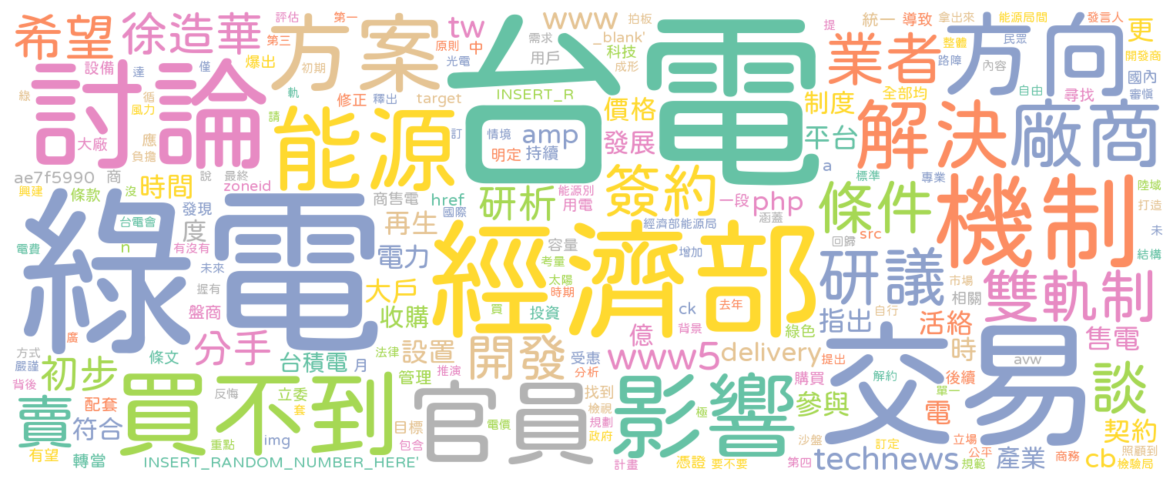 希望
徐造華
方案
台電
www
tw
_blank'
拍板
評估
第一
第三
設備
達
僅
爆出
原則
中
初期
光電
需求
用戶
科技
成形
業者
方向
統一
導致
拿出來
能源局間
發言人
提
整體
路障
民眾
內容
開發商
更
國內
審慎
討論
綠
循
風力
軌
修正
釋出
target
INSERT_R
價格
制度
全部均
自由
尋找
大廠
應
負擔
請
能源
訂
情境
明定
amp
持續
發展
平台
a
解決
廠商
ae7f5990
商
說
最終
興建
條款
沒
時間
zoneid
商售電
href
研析
能源別
用電
簽約
一段
php
標準
專業
條件
機制
陸域
打造
綠電
台電會
發現
度
再生
國際
經濟部能源局
涵蓋
回歸
src
未
電費
n
有沒有
電力
容量
考量
增加
經濟部
研議
結構
未來
握有
大戶
太陽
時期
市場
相關
雙軌制
盤商
收購
買
投資
ck
去年
背景
綠色
自行
指出
活絡
售電
廣
分手
法律
億
時
方式
嚴謹
條文
台積電
月
設置
開發
受惠
www5
delivery
提出
avw
交易
背後
初步
管理
推演
分析
購買
解約
後續
談
反悔
立委
套
買不到
官員
找到
檢視
影響
參與
單一
賣
配套
目標
電價
規劃
極
電
契約
符合
重點
img
包含
政府
沙盤
訂定
立場
公平
照顧到
有望
轉當
INSERT_RANDOM_NUMBER_HERE'
計畫
憑證
要不要
第四
technews
規範
產業
商務
cb
檢驗局